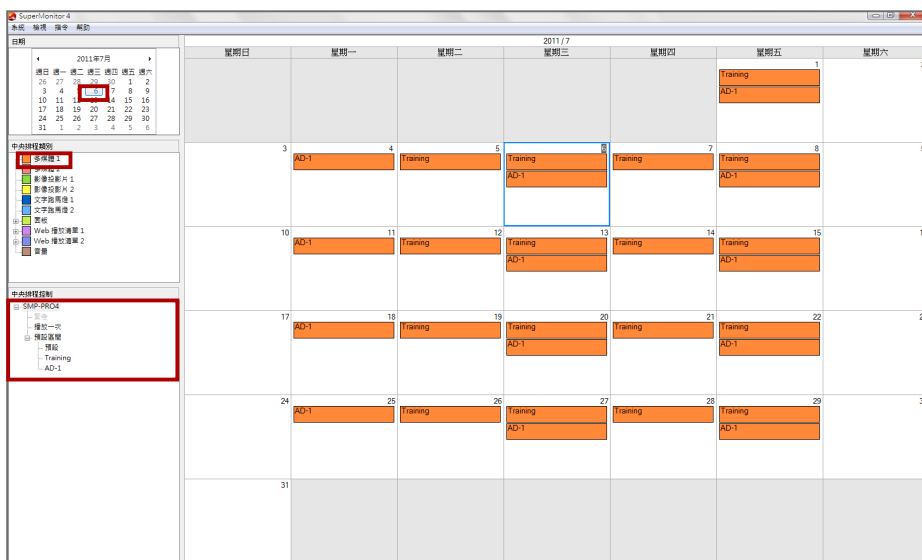 SuperMonitor 4
系統 檢視 指令 幫助
日期
2011年7月
週日 週一 週二 週三 週四 週五 週六
26 27 28 29 30 1 2
3 4 5 6 7 8 9
10 11 12 13 14 15 16
17 18 19 20 21 22 23
24 25 26 27 28 29 30
31 1 2 3 4 5 6
中央排程類別
多媒體 1
多媒體 2
影像投影片 1
影像投影片 2
文字跑馬燈 1
文字跑馬燈 2
面板
Web 播放清單 1
Web 播放清單 2
音量
中央排程控制
SMP-PRO4
播放一次
預設區間
預設
Training
AD-1
2011 / 7
星期日 星期一 星期二 星期三 星期四 星期五 星期六
1
Training
AD-1
3 4 5 6 7 8
AD-1 Training Training Training Training
AD-1 AD-1
10 11 12 13 14 15
AD-1 Training Training Training Training
AD-1 AD-1
17 18 19 20 21 22
AD-1 Training Training Training Training
AD-1 AD-1
24 25 26 27 28 29
AD-1 Training Training Training Training
AD-1 AD-1
31